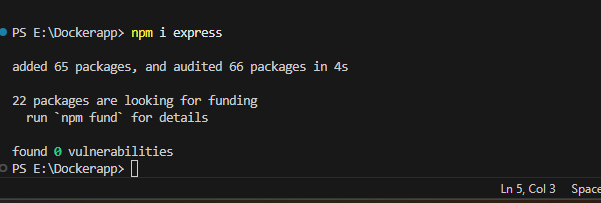 PS E:\Dockerapp> npm i express
added 65 packages, and audited 66 packages in 4s
22 packages are looking for funding
  run `npm fund` for details
found 0 vulnerabilities
PS E:\Dockerapp>
Ln 5, Col 3 Space